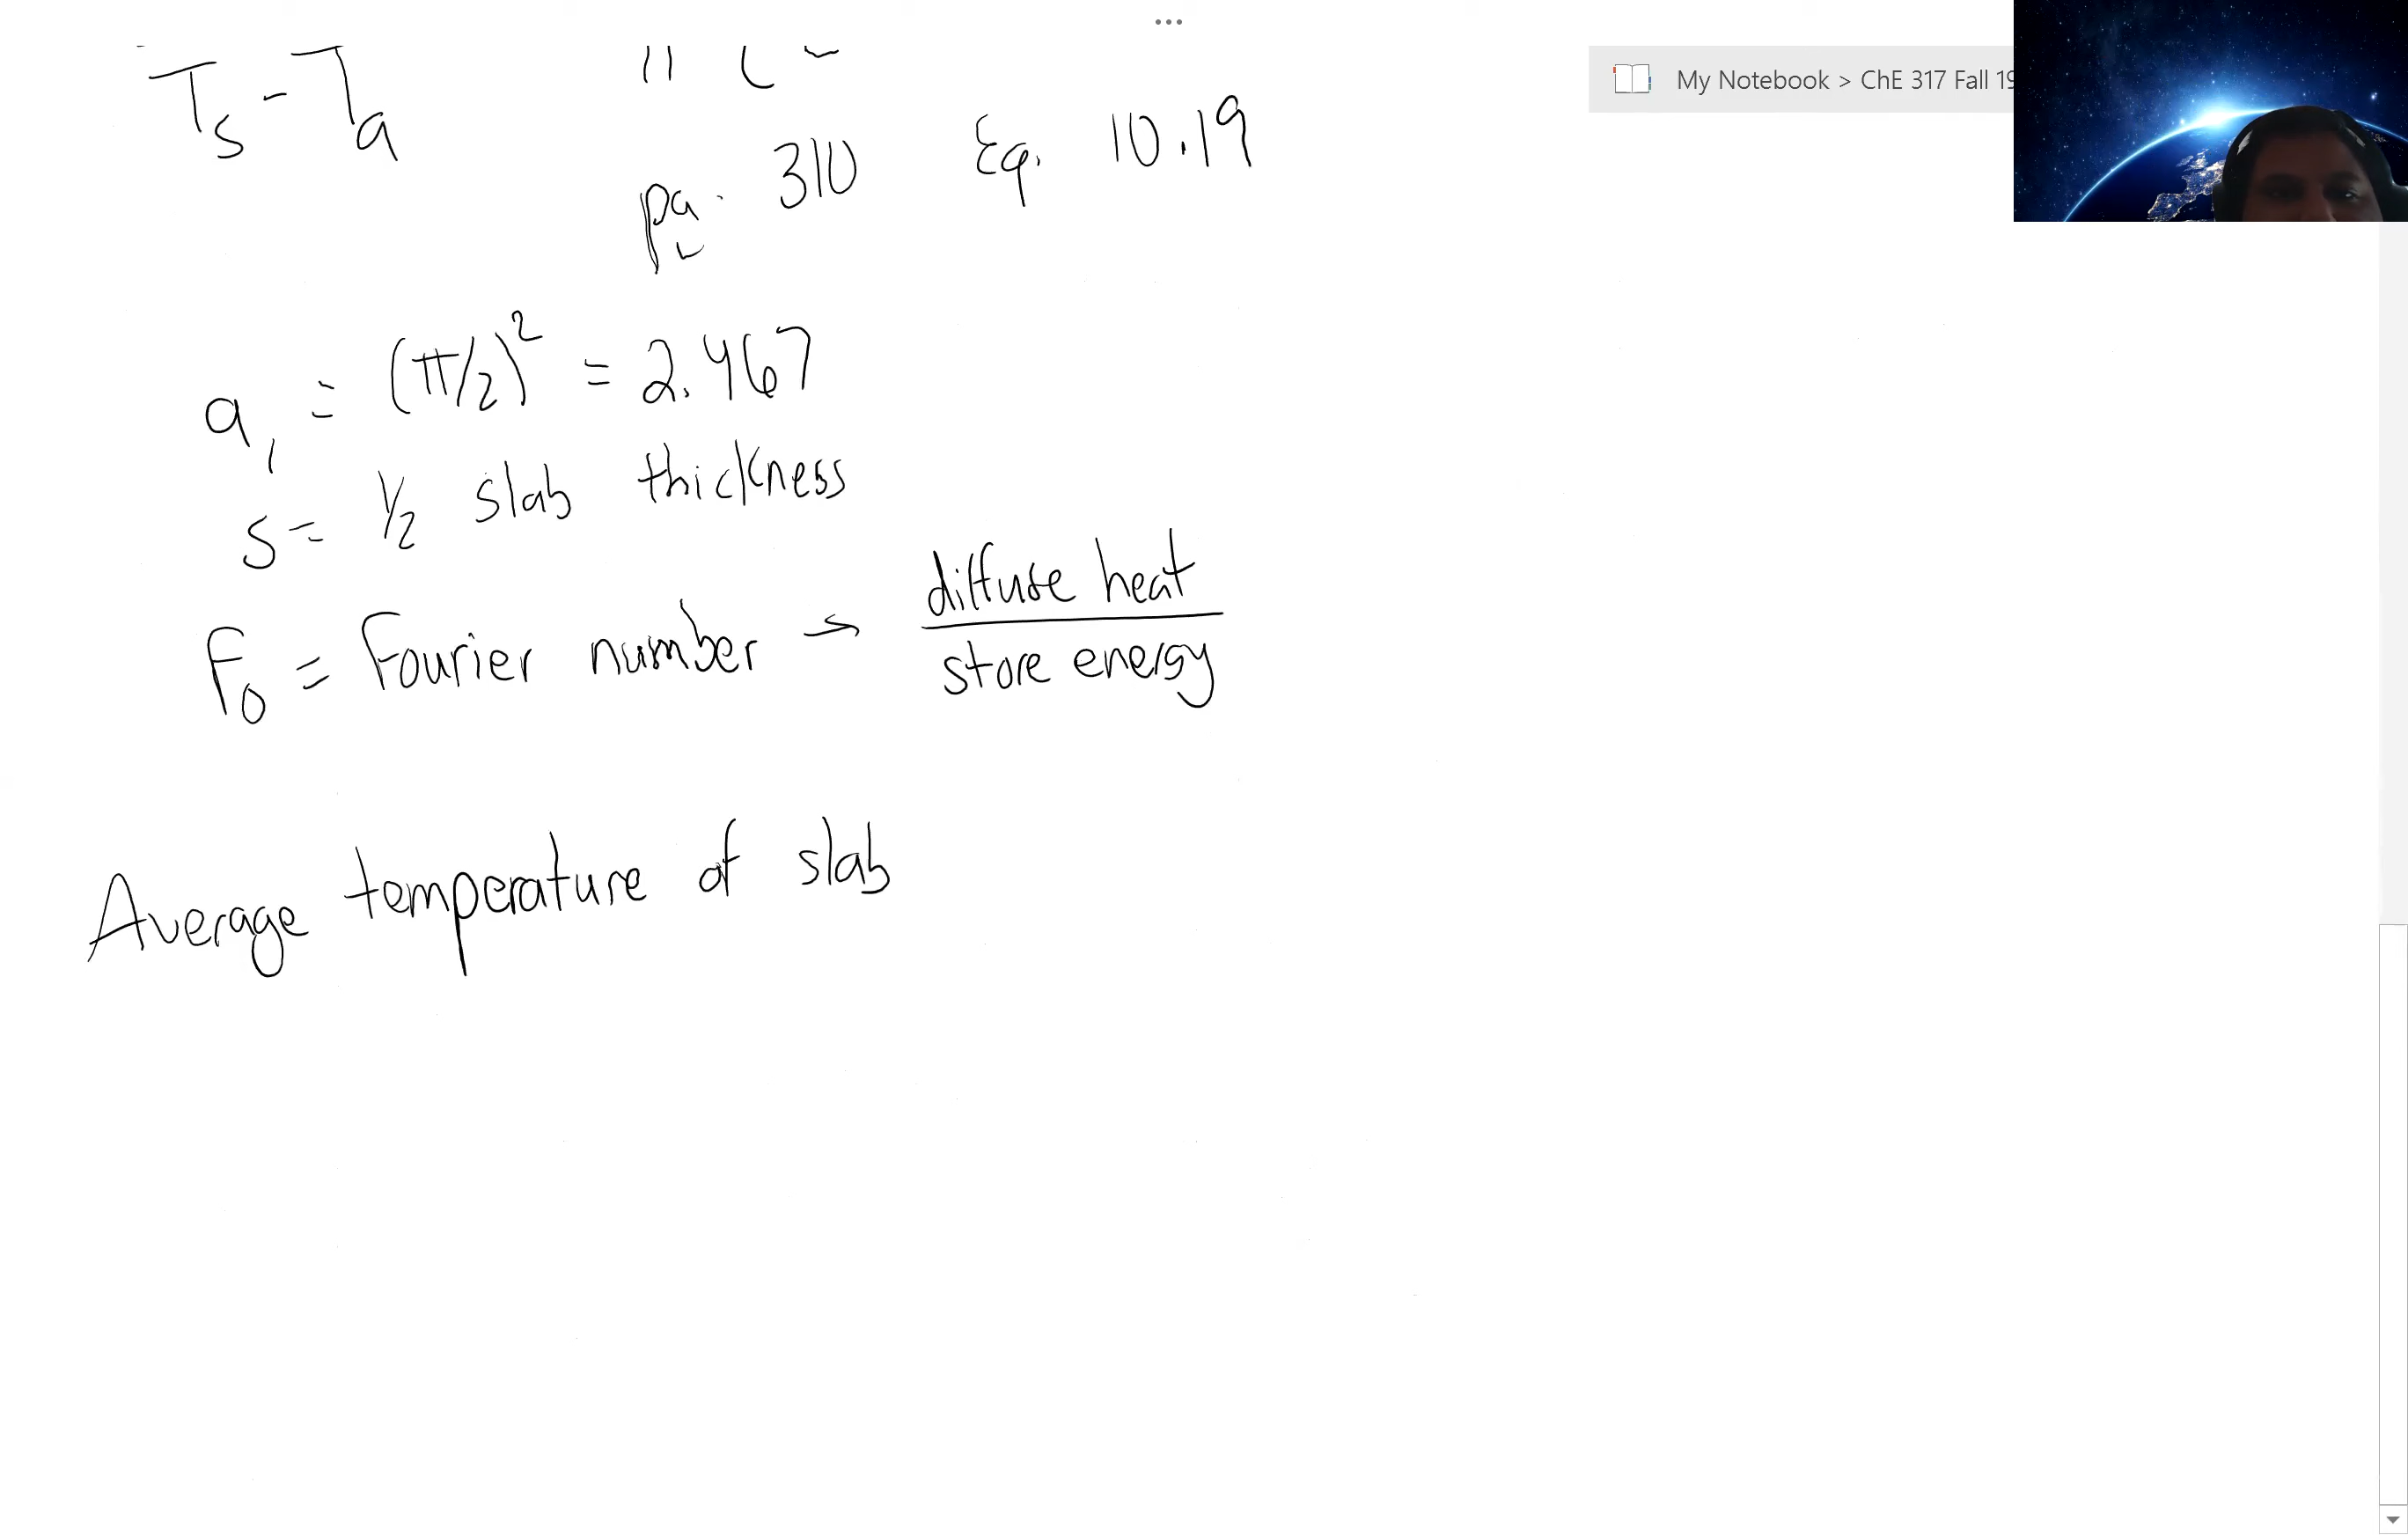 My Notebook > ChE 317 Fall 19
Ts - Ta
pg. 310 Eq. 10.19
a₁ = (π/2)² = 2.467
s = 1/2 slab thickness
Fo = Fourier number → diffuse heat
store energy
Average temperature of slab